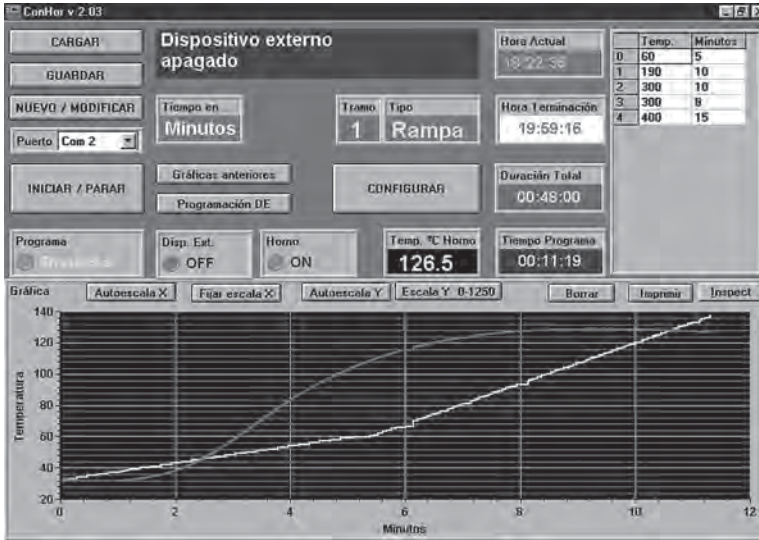 ConHor v 2.03
CARGAR
GUARDAR
NUEVO / MODIFICAR
Puerto Com 2
INICIAR / PARAR
Dispositivo externo
apagado
Tiempo en
Minutos
Tramo Tipo
1 Rampa
Gráficas anteriores
Programación DE
CONFIGURAR
Hora Actual
18:22:36
Hora Terminación
19:59:16
Duración Total
00:48:00
Programa
Disp. Ext.
OFF
Horno
ON
Temp. ºC Horno
126.5
Tiempo Programa
00:11:19
Temp. Minutos
0 60 5
1 190 10
2 300 10
3 300 8
4 400 15
Gráfica
Autoescala X
Fijar escala X
Autoescala Y
Escala Y 0-1250
Borrar
Imprimir
Inspect
Temperatura
140
120
100
80
60
40
20
0 2 4 6 8 10 12
Minutos